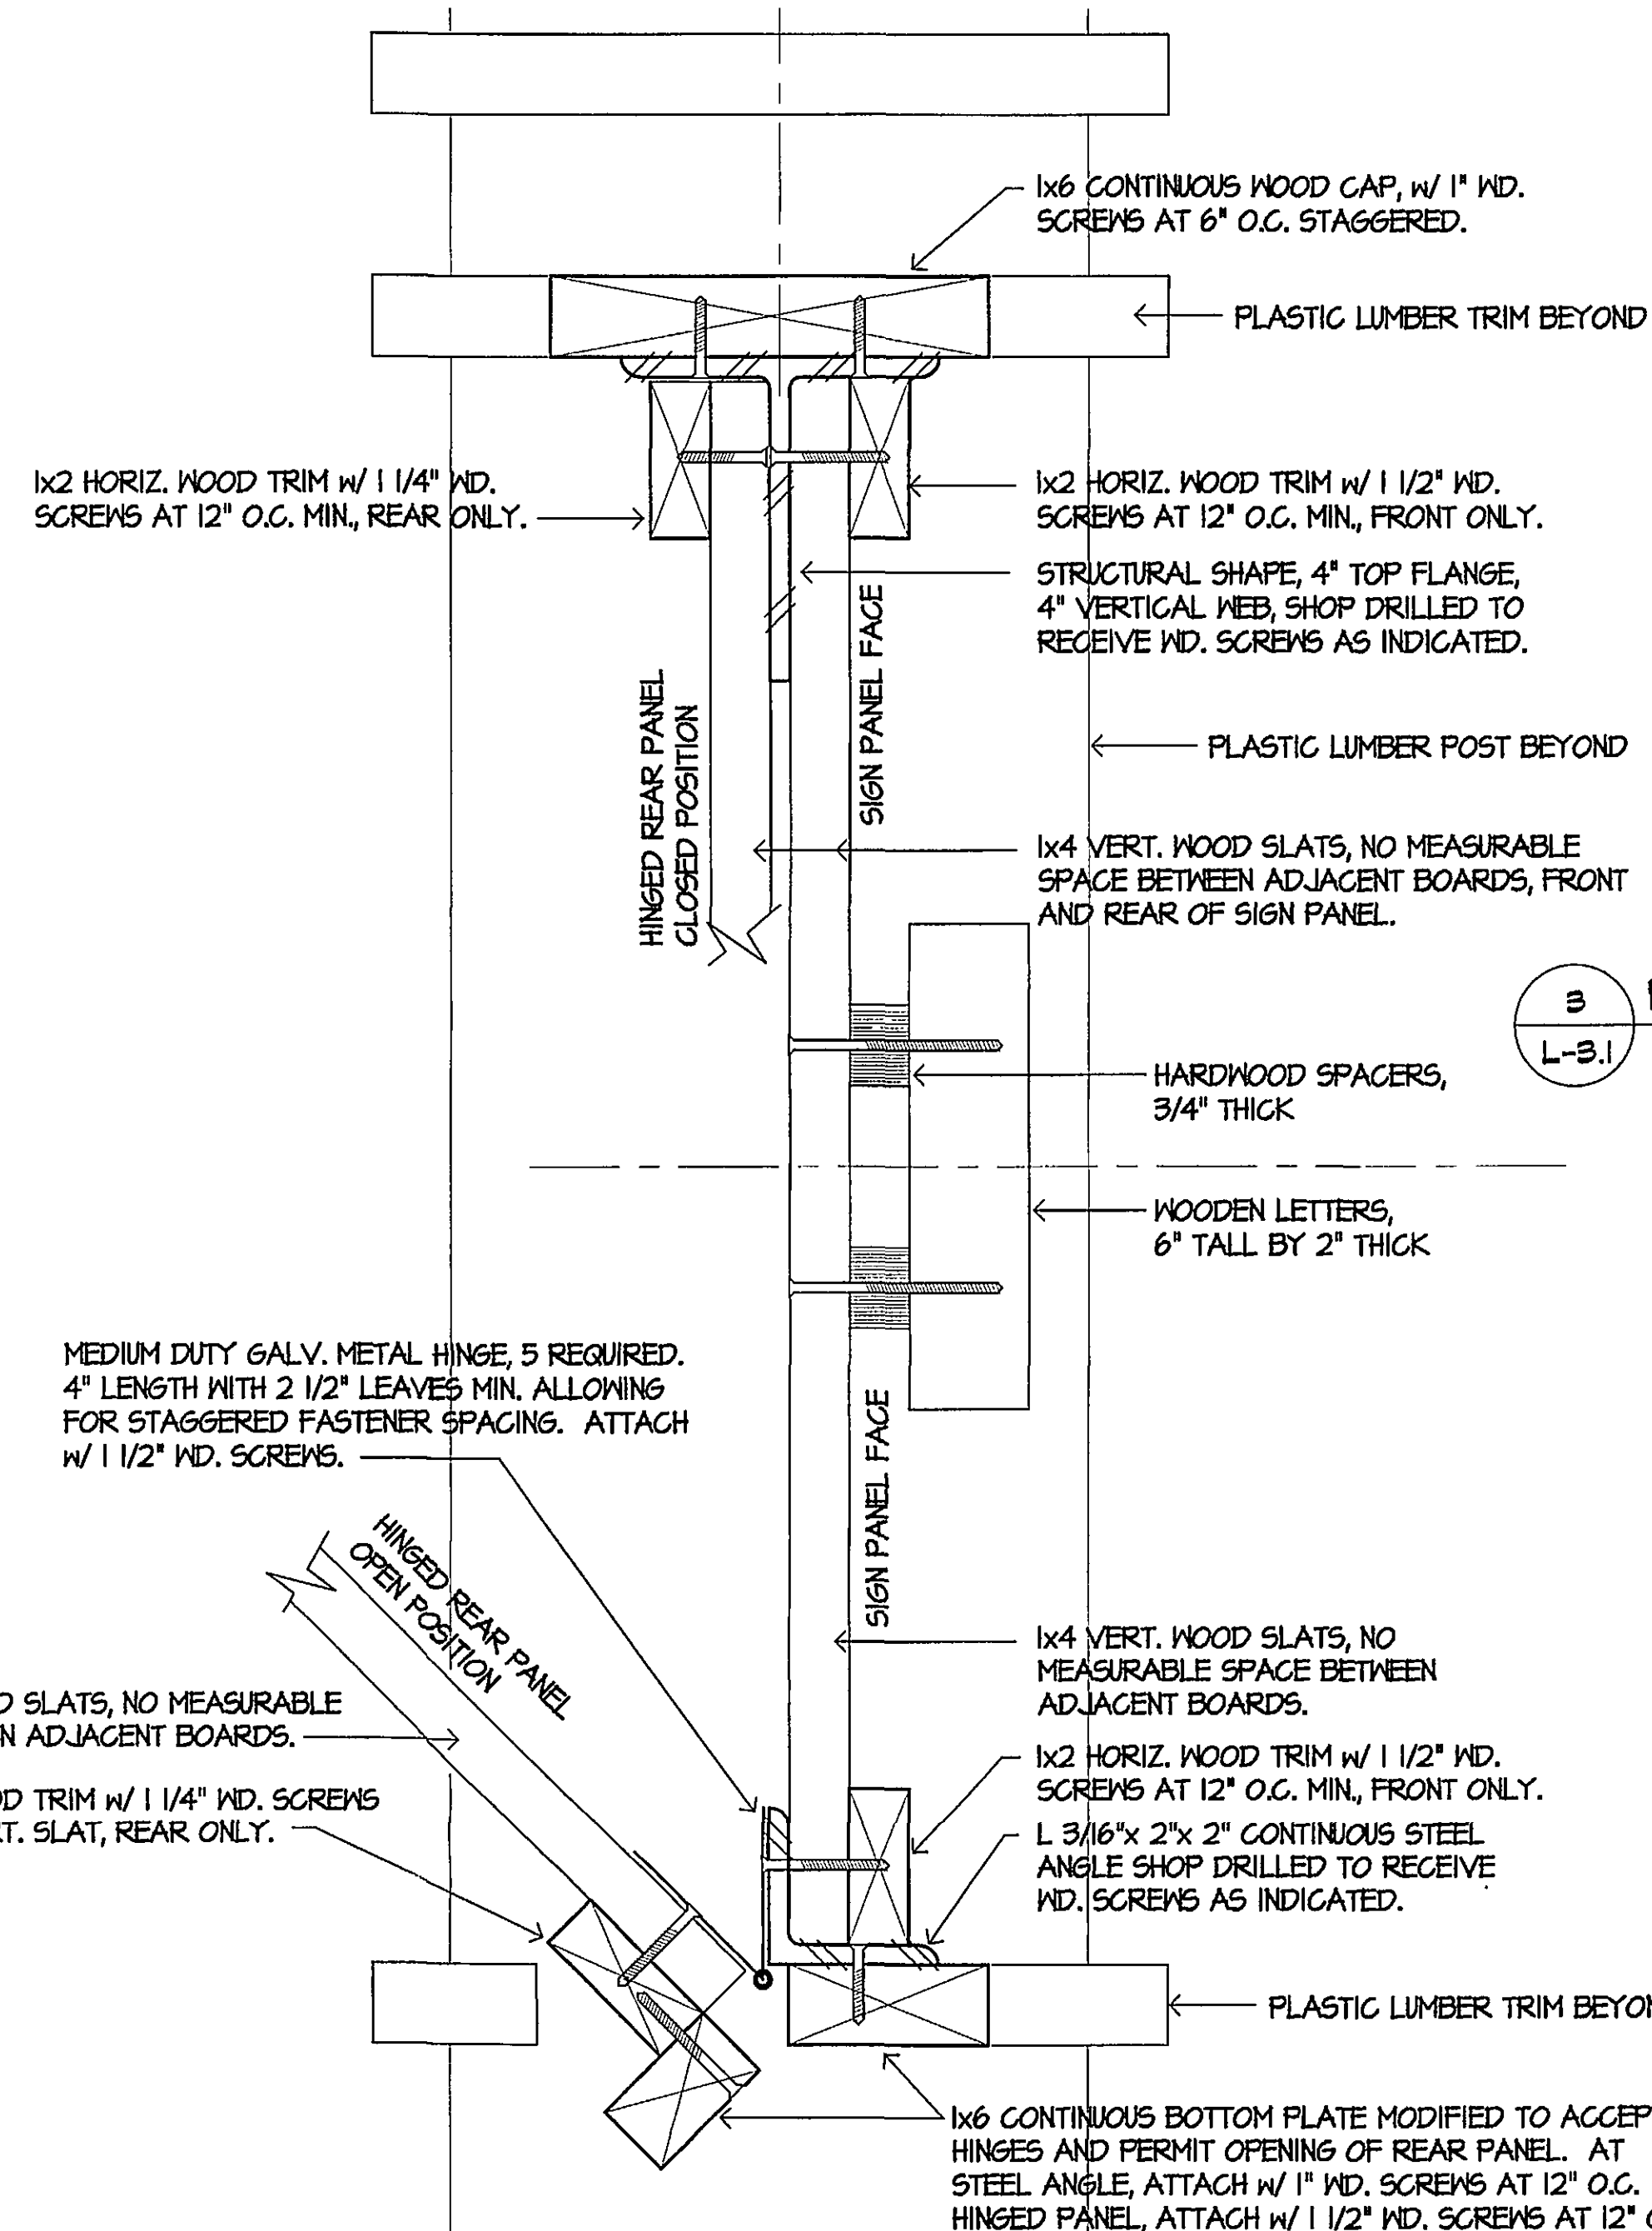 1x6 CONTINUOUS WOOD CAP, w/ 1" WD.
SCREWS AT 6" O.C. STAGGERED.
PLASTIC LUMBER TRIM BEYOND
1x2 HORIZ. WOOD TRIM w/ 1 1/4" WD.
SCREWS AT 12" O.C. MIN., REAR ONLY.
1x2 HORIZ. WOOD TRIM w/ 1 1/2" WD.
SCREWS AT 12" O.C. MIN., FRONT ONLY.
STRUCTURAL SHAPE, 4" TOP FLANGE,
4" VERTICAL WEB, SHOP DRILLED TO
RECEIVE WD. SCREWS AS INDICATED.
HINGED REAR PANEL
CLOSED POSITION
SIGN PANEL FACE
PLASTIC LUMBER POST BEYOND
1x4 VERT. WOOD SLATS, NO MEASURABLE
SPACE BETWEEN ADJACENT BOARDS, FRONT
AND REAR OF SIGN PANEL.
3
L-3.1
HARDWOOD SPACERS,
3/4" THICK
WOODEN LETTERS,
6" TALL BY 2" THICK
MEDIUM DUTY GALV. METAL HINGE, 5 REQUIRED.
4" LENGTH WITH 2 1/2" LEAVES MIN. ALLOWING
FOR STAGGERED FASTENER SPACING. ATTACH
w/ 1 1/2" WD. SCREWS.
SIGN PANEL FACE
HINGED REAR PANEL
OPEN POSITION
1x4 VERT. WOOD SLATS, NO
MEASURABLE SPACE BETWEEN
ADJACENT BOARDS.
SLATS, NO MEASURABLE
ADJACENT BOARDS.
1x2 HORIZ. WOOD TRIM w/ 1 1/2" WD.
SCREWS AT 12" O.C. MIN., FRONT ONLY.
TRIM w/ 1 1/4" WD. SCREWS
SLAT, REAR ONLY.
L 3/16"x 2"x 2" CONTINUOUS STEEL
ANGLE SHOP DRILLED TO RECEIVE
WD. SCREWS AS INDICATED.
PLASTIC LUMBER TRIM
1x6 CONTINUOUS BOTTOM PLATE MODIFIED TO
HINGES AND PERMIT OPENING OF REAR PANEL. AT
STEEL ANGLE, ATTACH w/ 1" WD. SCREWS AT 12" O.C.
HINGED PANEL, ATTACH w/ 1 1/2" WD. SCREWS AT 12"